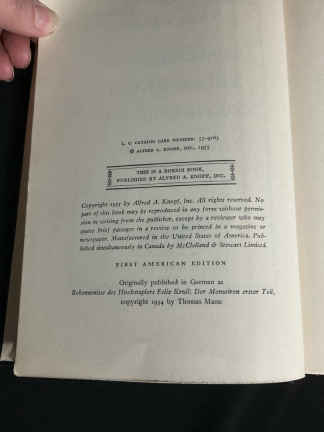 L. C. CATALOG CARD NUMBER: 55-9263
© ALFRED A. KNOPF, INC., 1955
THIS IS A BORZOI BOOK,
PUBLISHED BY ALFRED A. KNOPF, INC.
Copyright 1955 by Alfred A. Knopf, Inc. All rights reserved. No
part of this book may be reproduced in any form without permis-
sion in writing from the publisher, except by a reviewer who may
quote brief passages in a review to be printed in a magazine or
newspaper. Manufactured in the United States of America. Pub-
lished simultaneously in Canada by McClelland & Stewart Limited.
FIRST AMERICAN EDITION
Originally published in German as
Bekenntnisse des Hochstaplers Felix Krull: Der Memoiren erster Teil,
copyright 1954 by Thomas Mann